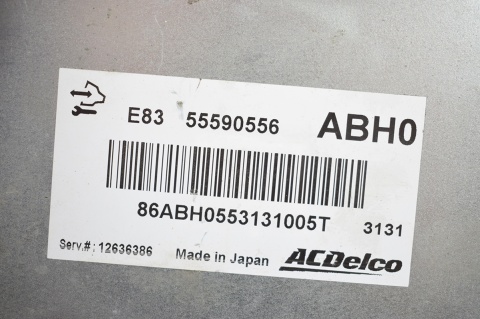 E83 55590556 ABH0
86ABH0553131005T 3131
Serv.#: 12636386 Made in Japan ACDelco